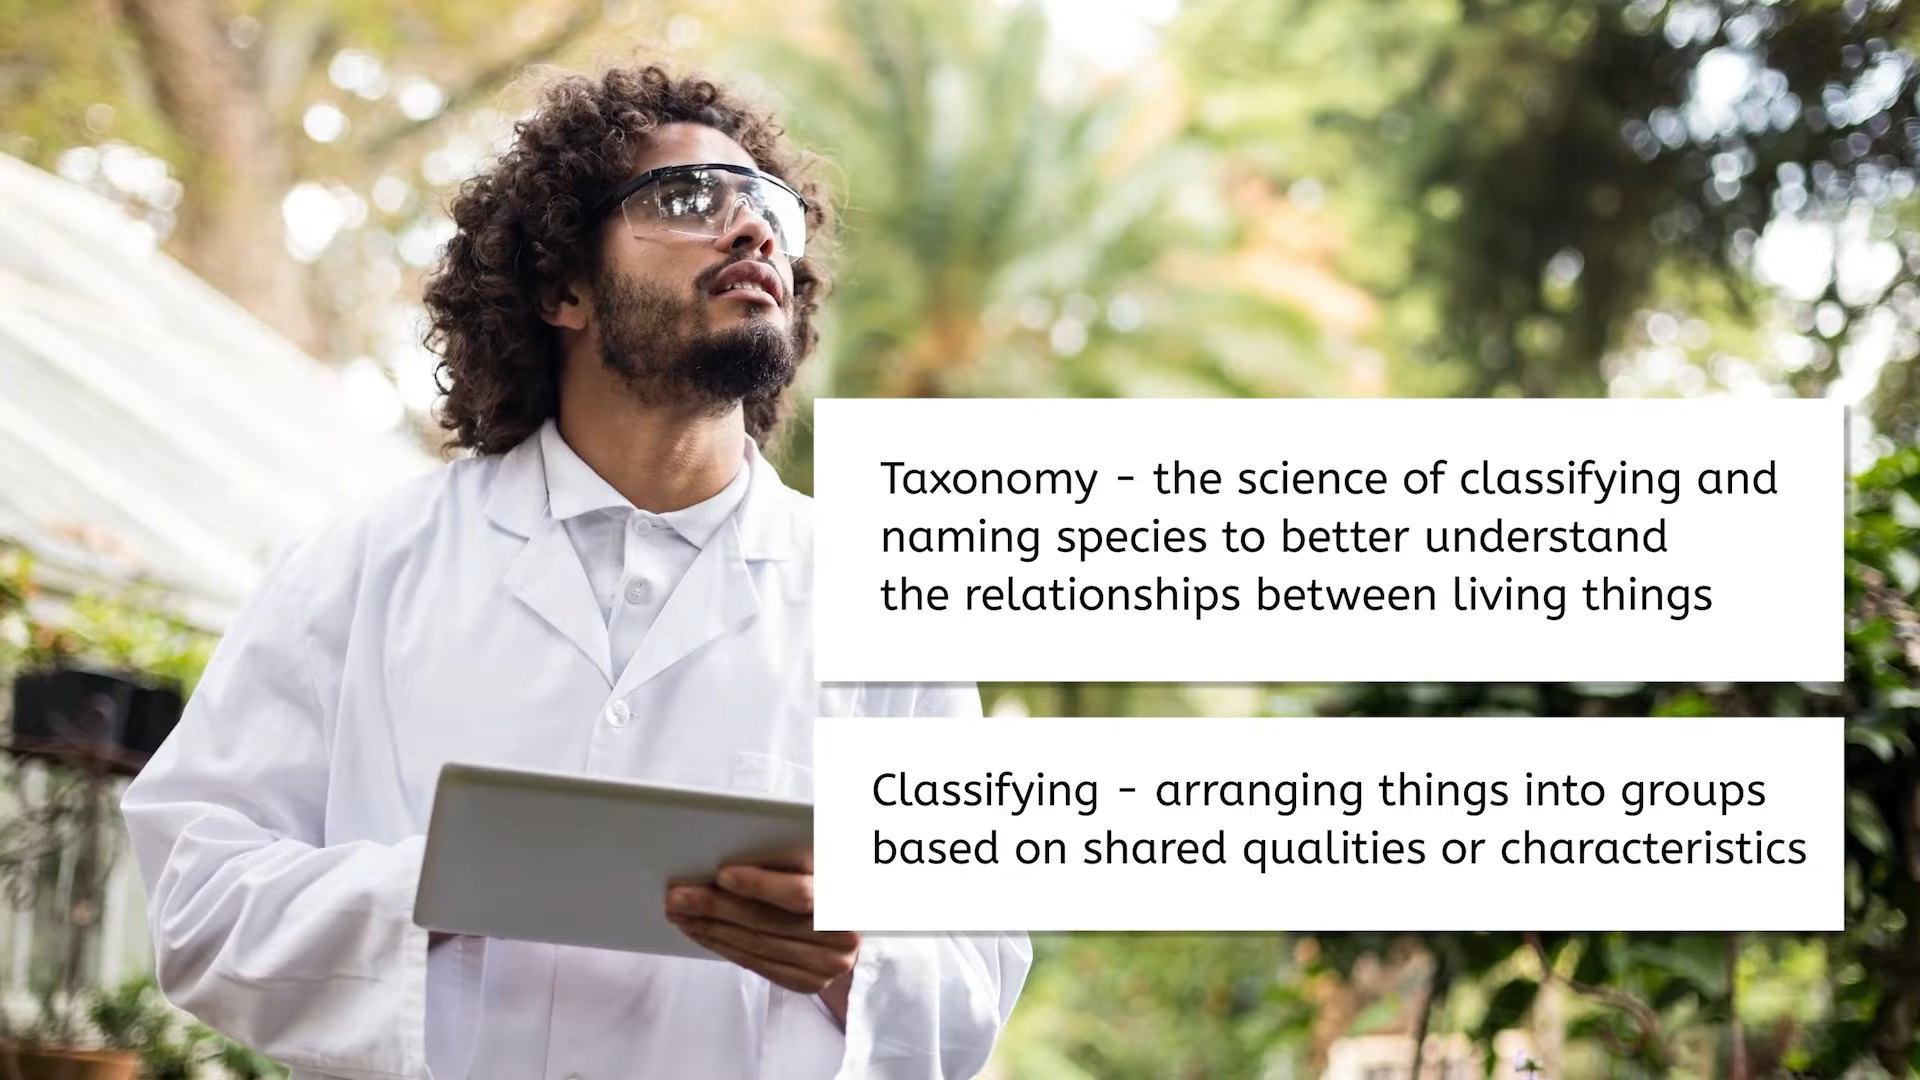 Taxonomy - the science of classifying and
naming species to better understand
the relationships between living things
Classifying - arranging things into groups
based on shared qualities or characteristics